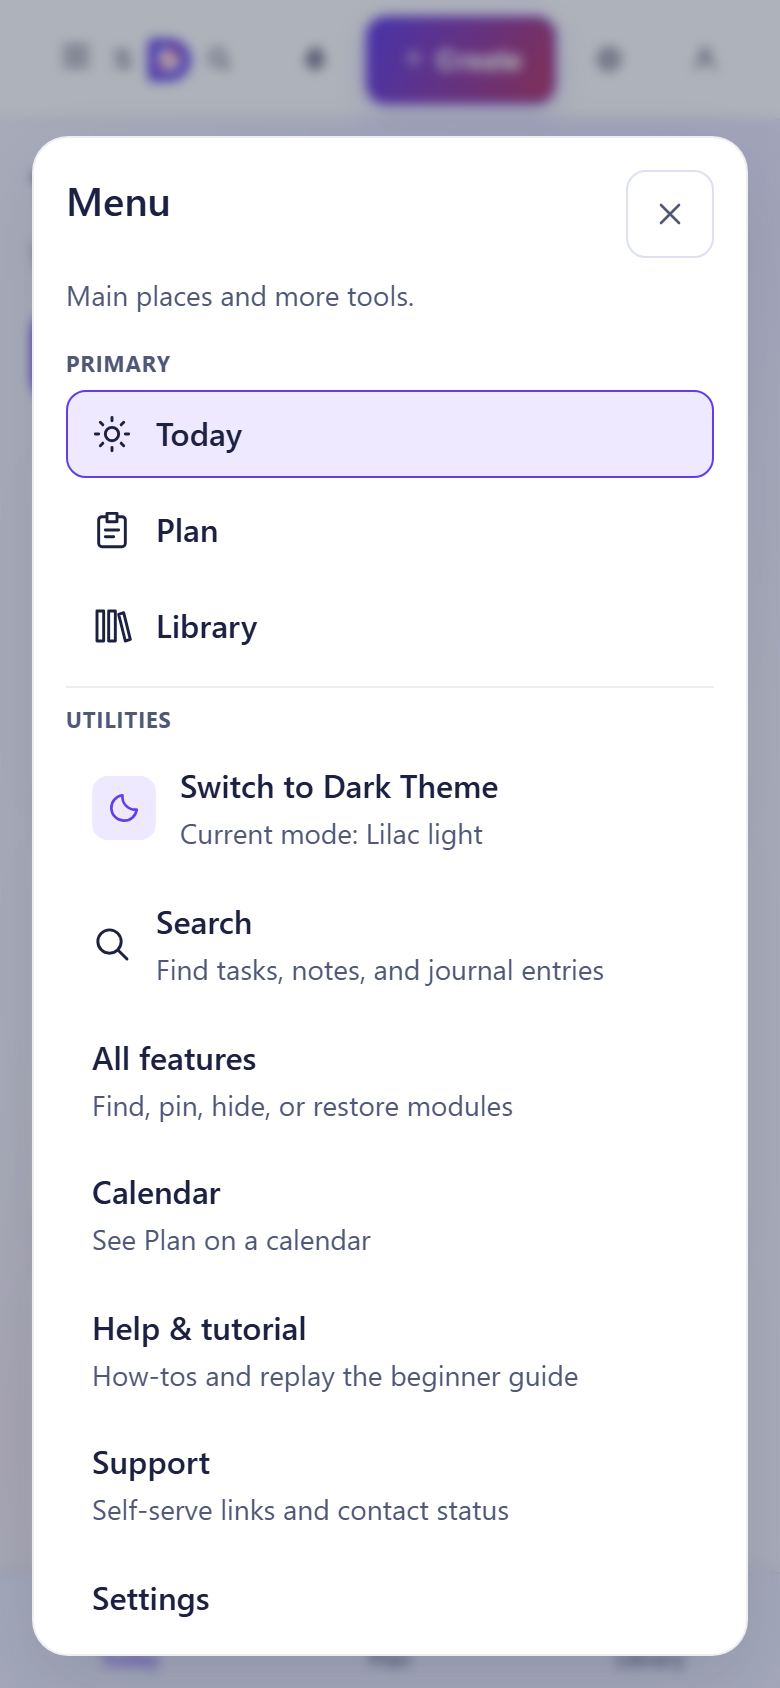 Create
Menu
Main places and more tools.
PRIMARY
Today
Plan
Library
UTILITIES
Switch to Dark Theme
Current mode: Lilac light
Search
Find tasks, notes, and journal entries
All features
Find, pin, hide, or restore modules
Calendar
See Plan on a calendar
Help & tutorial
How-tos and replay the beginner guide
Support
Self-serve links and contact status
Settings